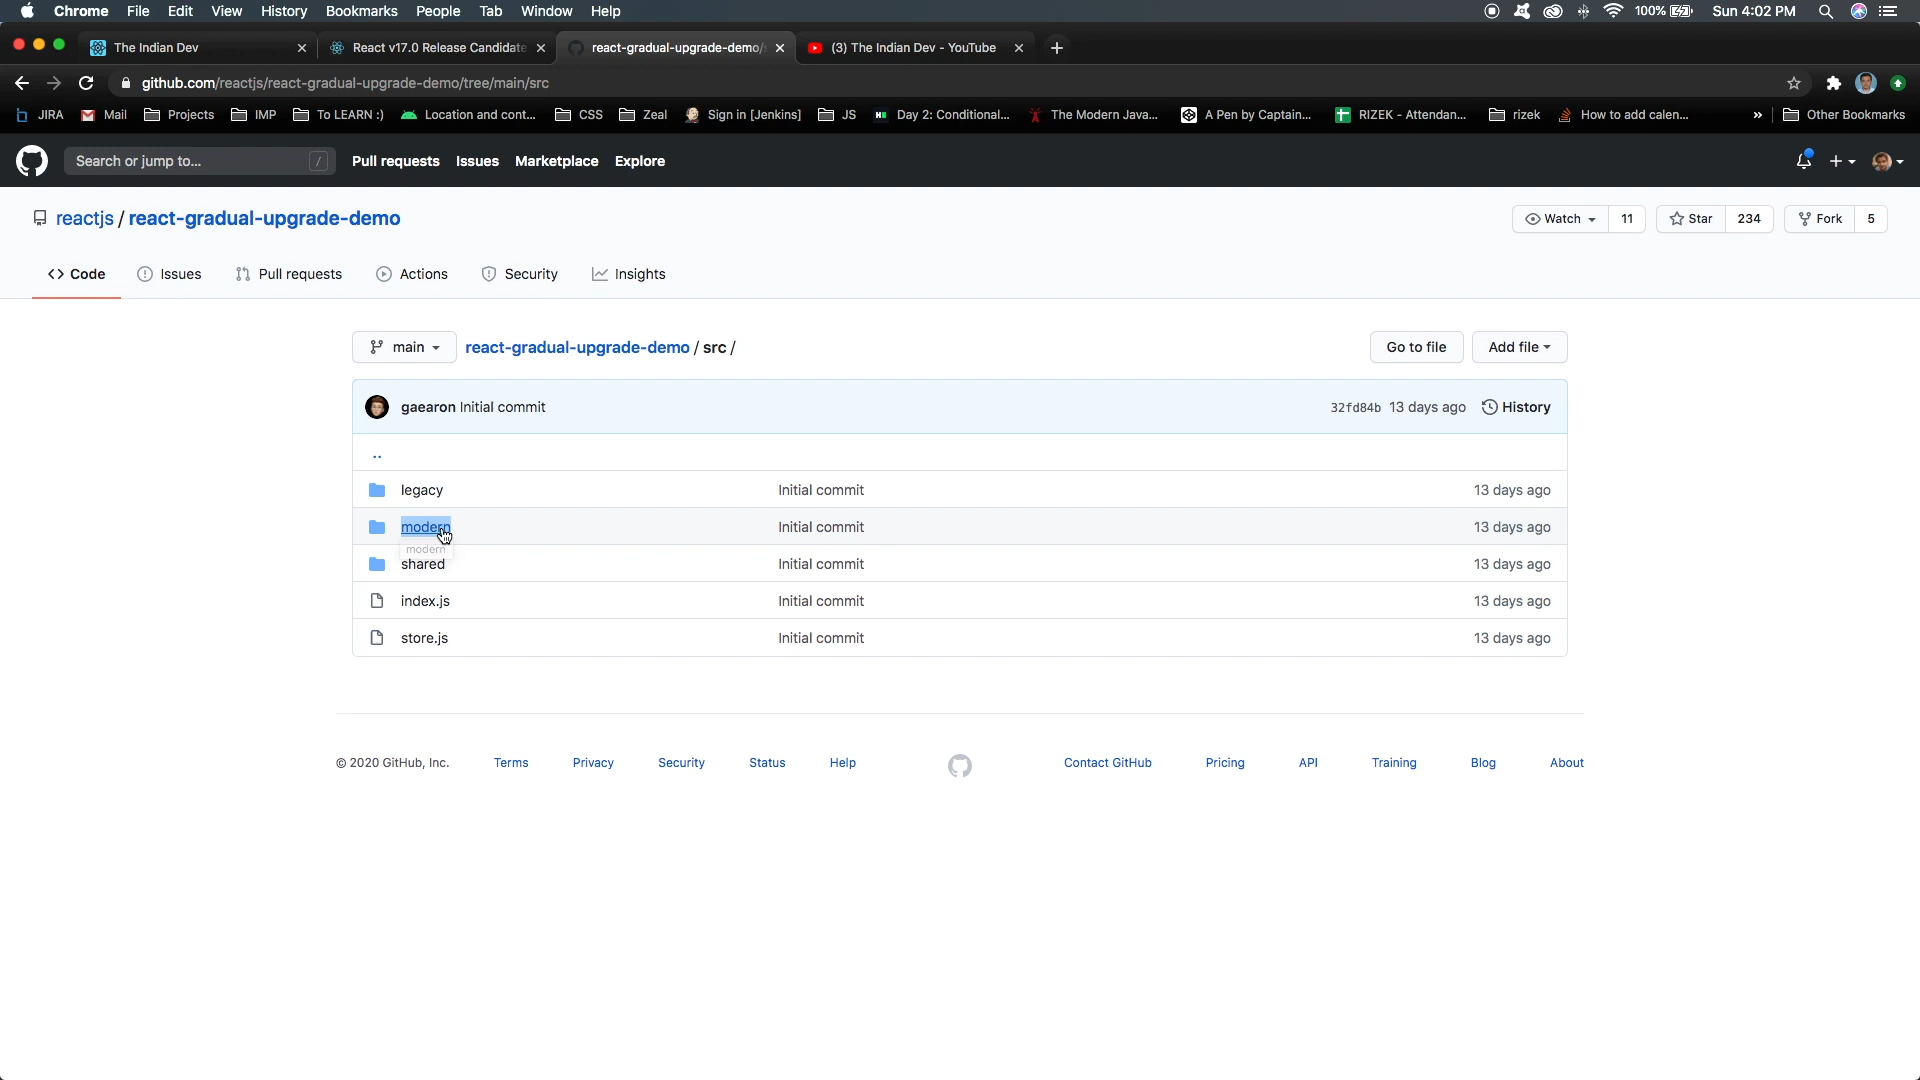 Chrome File Edit View History Bookmarks People Tab Window Help 100% Sun 4:02 PM
The Indian Dev React v17.0 Release Candidate react-gradual-upgrade-demo/ (3) The Indian Dev - YouTube
github.com/reactjs/react-gradual-upgrade-demo/tree/main/src
JIRA Mail Projects IMP To LEARN :) Location and cont... CSS Zeal Sign in [Jenkins] JS Day 2: Conditional... The Modern Java... A Pen by Captain... RIZEK - Attendan... rizek How to add calen... » Other Bookmarks
Search or jump to... / Pull requests Issues Marketplace Explore
reactjs / react-gradual-upgrade-demo Watch 11 Star 234 Fork 5
Code Issues Pull requests Actions Security Insights
main react-gradual-upgrade-demo / src / Go to file Add file
gaearon Initial commit 32fd84b 13 days ago History
..
legacy Initial commit 13 days ago
modern Initial commit 13 days ago
modern
shared Initial commit 13 days ago
index.js Initial commit 13 days ago
store.js Initial commit 13 days ago
© 2020 GitHub, Inc. Terms Privacy Security Status Help Contact GitHub Pricing API Training Blog About